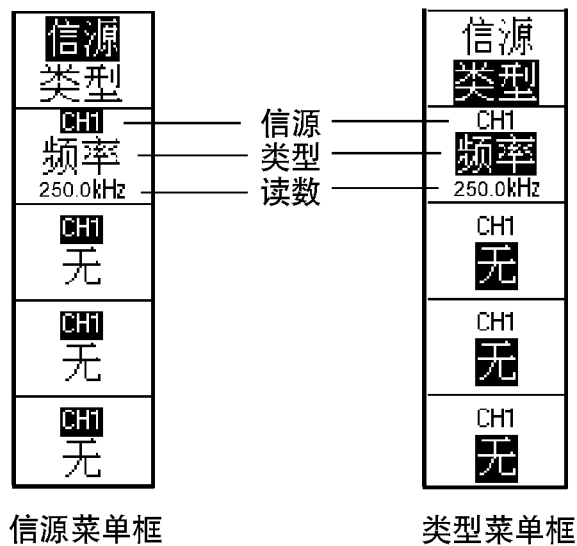 信源
类型
CH1
频率
250.0kHz
CH1
无
CH1
无
CH1
无
信源菜单框
信源
类型
读数
信源
类型
CH1
频率
250.0kHz
CH1
无
CH1
无
CH1
无
类型菜单框